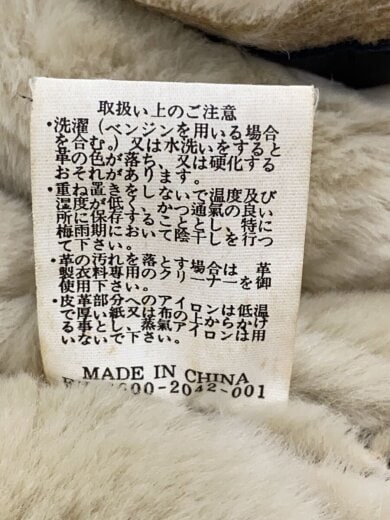 取扱い上のご注意
•洗濯（ベンジンを用いる場合
を含む。）又は水洗いをすると
革の色が落ち、又は硬化する
おそれがあります。
•重ね置きをしないで温度及び
湿度が低く、かつ通氣の良い
所に保存することとし、特に
梅雨期において陰干しを行っ
て下さい。
•革の汚れを落とす場合は 革
製衣料専用のクリーナーを御
使用下さい。
•皮革部分へのアイロンは低温
で厚い紙又は布の上からかけ
る事とし、蒸氣アイロンは用
いないで下さい。
MADE IN CHINA
00-2042-001